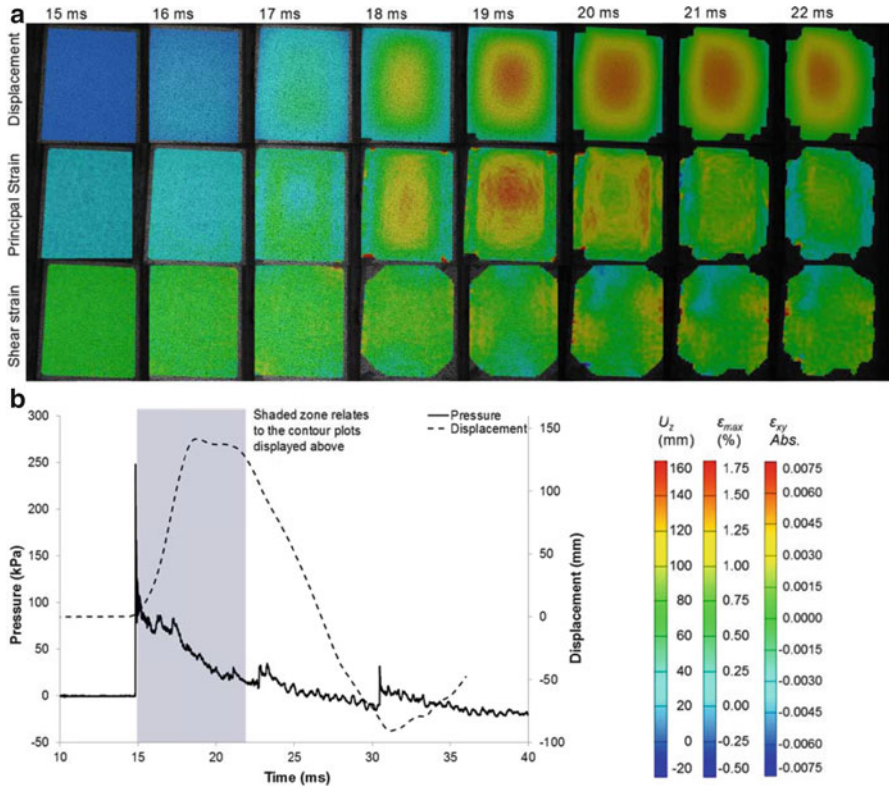 a
15 ms 16 ms 17 ms 18 ms 19 ms 20 ms 21 ms 22 ms
Displacement
Principal Strain
Shear strain
b
300
250
200
150
100
50
0
-50
Pressure (kPa)
Shaded zone relates
to the contour plots
displayed above
Pressure
Displacement
150
100
50
0
-50
-100
Displacement (mm)
10 15 20 25 30 35 40
Time (ms)
U_z ε_max ε_xy
(mm) (%) Abs.
160 1.75 0.0075
140 1.50 0.0060
120 1.25 0.0045
100 1.00 0.0030
80 0.75 0.0015
60 0.50 0.000
40 0.25 -0.0015
20 0.00 -0.0045
0 -0.25 -0.0060
-20 -0.50 -0.0075